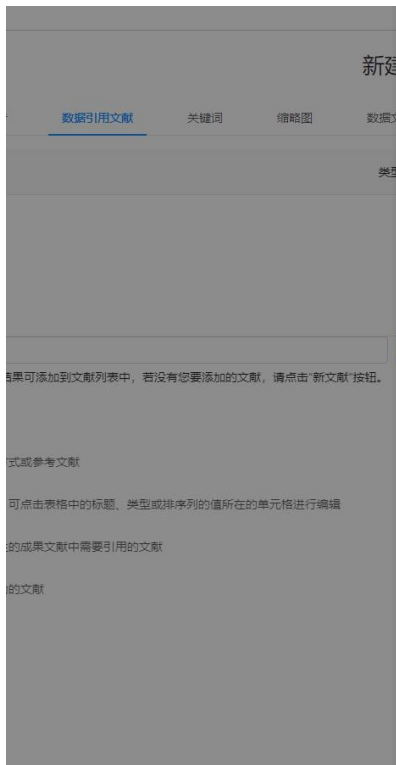 新建
数据引用文献 关键词 缩略图 数据文
类型
结果可添加到文献列表中，若没有您要添加的文献，请点击“新文献”按钮。
方式或参考文献
可点击表格中的标题、类型或排序列的值所在的单元格进行编辑
的成果文献中需要引用的文献
的文献